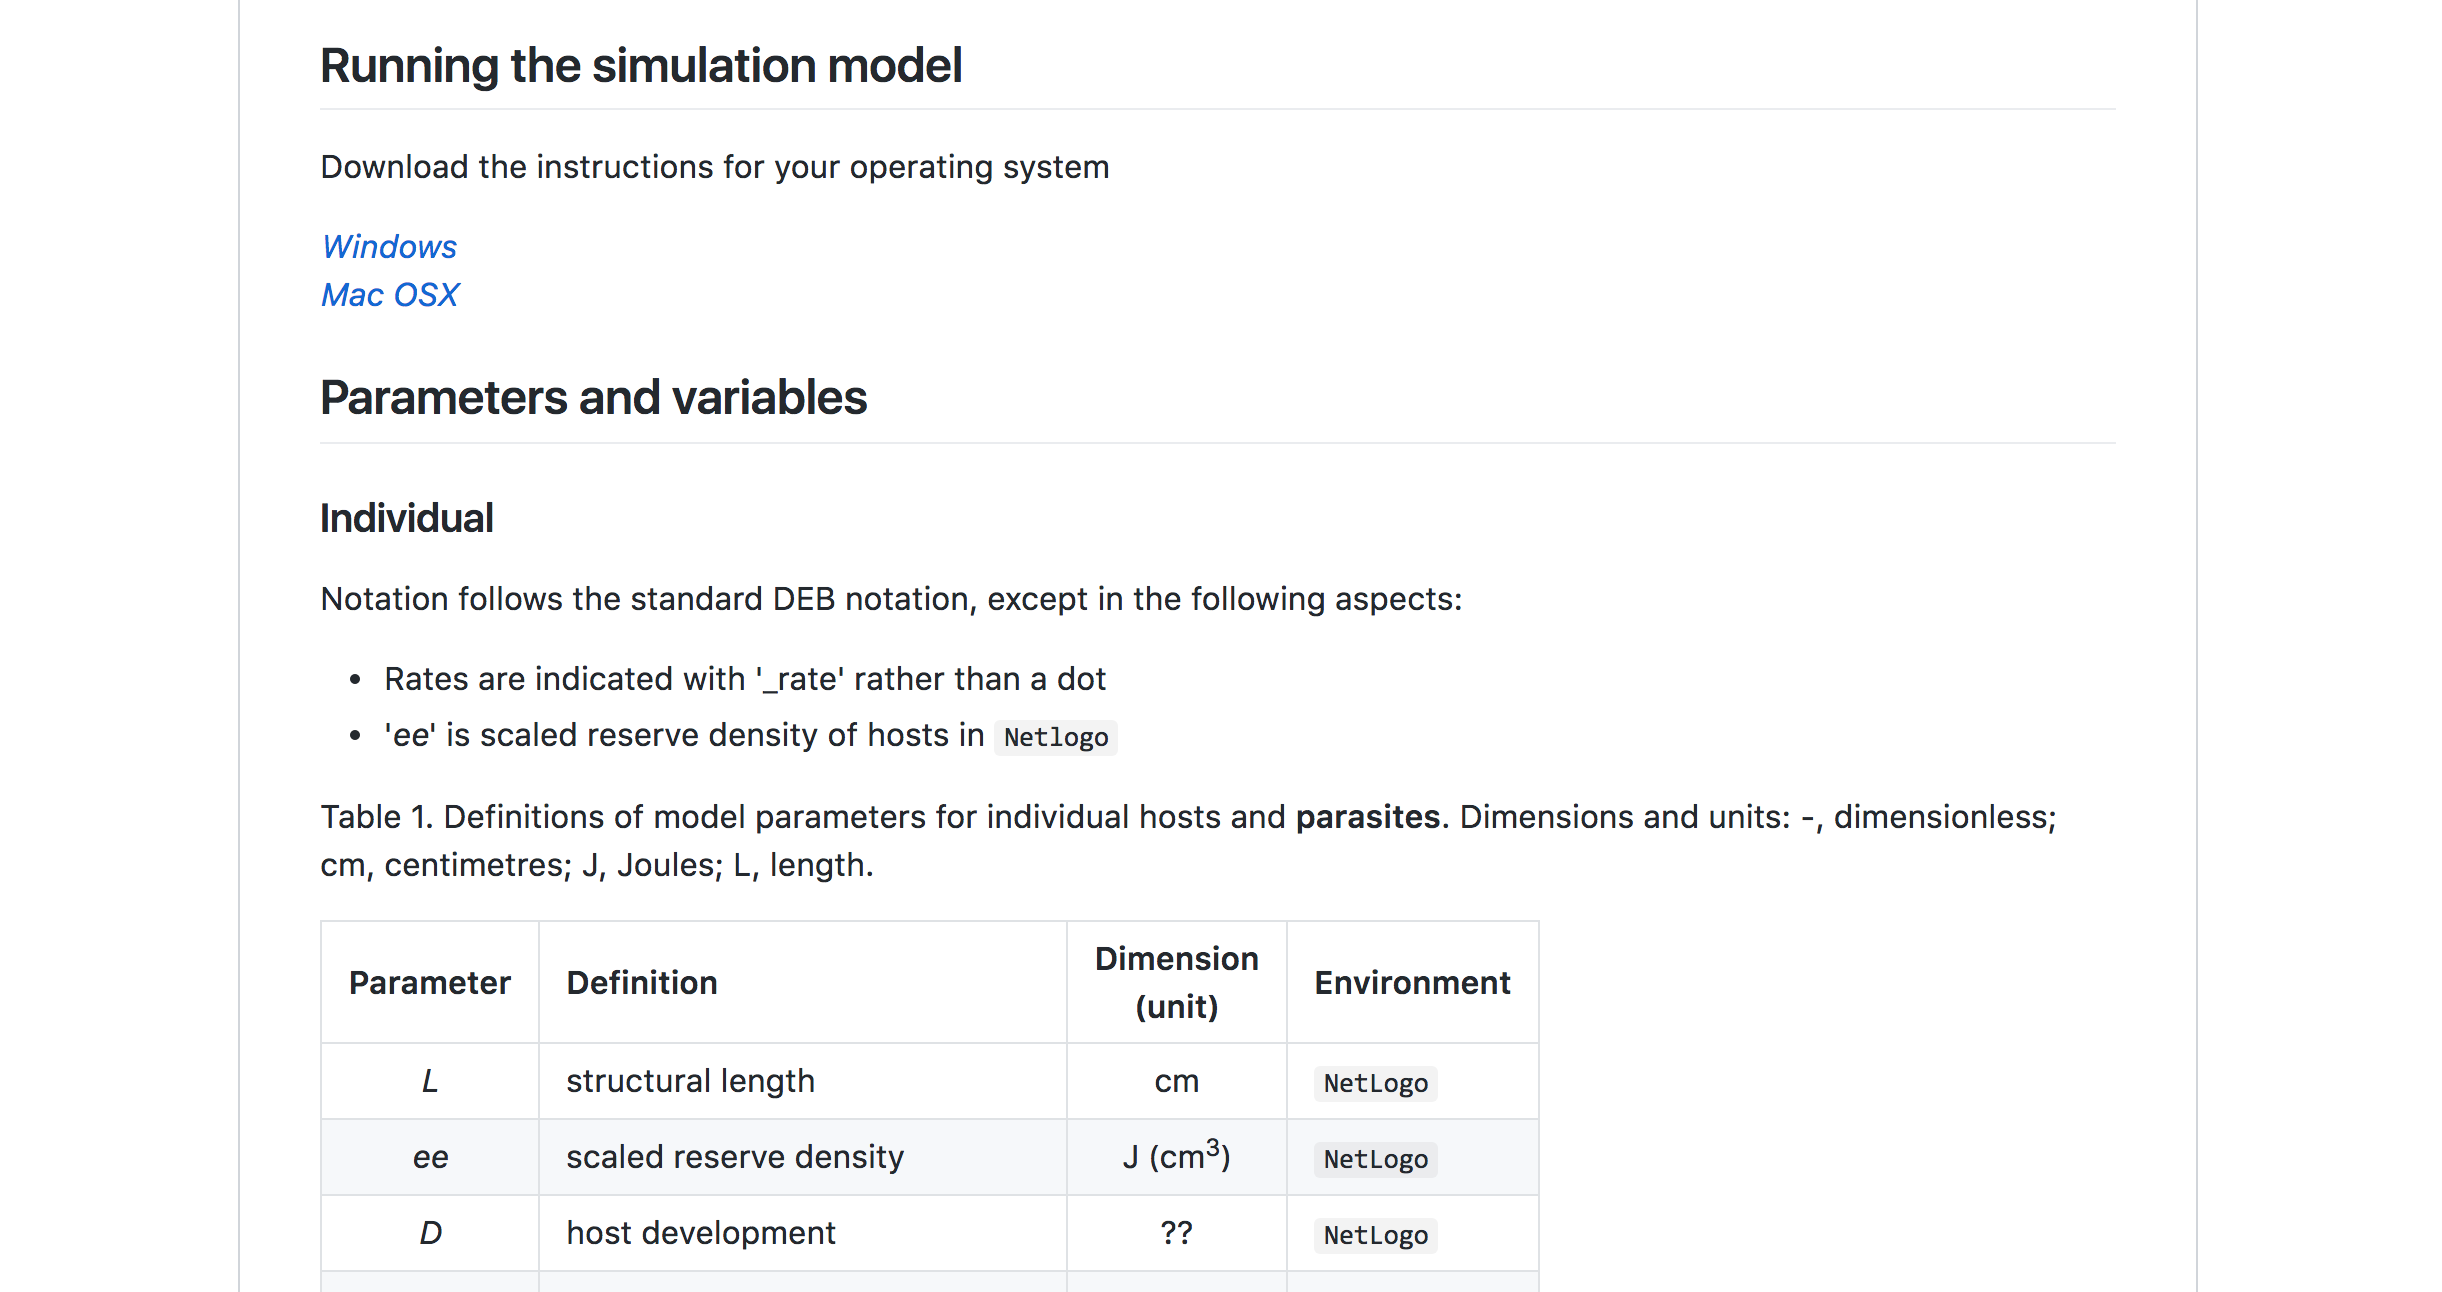 Running the simulation model
Download the instructions for your operating system
Windows
Mac OSX
Parameters and variables
Individual
Notation follows the standard DEB notation, except in the following aspects:
• Rates are indicated with '_rate' rather than a dot
• 'ee' is scaled reserve density of hosts in Netlogo
Table 1. Definitions of model parameters for individual hosts and parasites. Dimensions and units: -, dimensionless;
cm, centimetres; J, Joules; L, length.
Parameter Definition Dimension (unit) Environment
L structural length cm NetLogo
ee scaled reserve density J (cm³) NetLogo
D host development ?? NetLogo